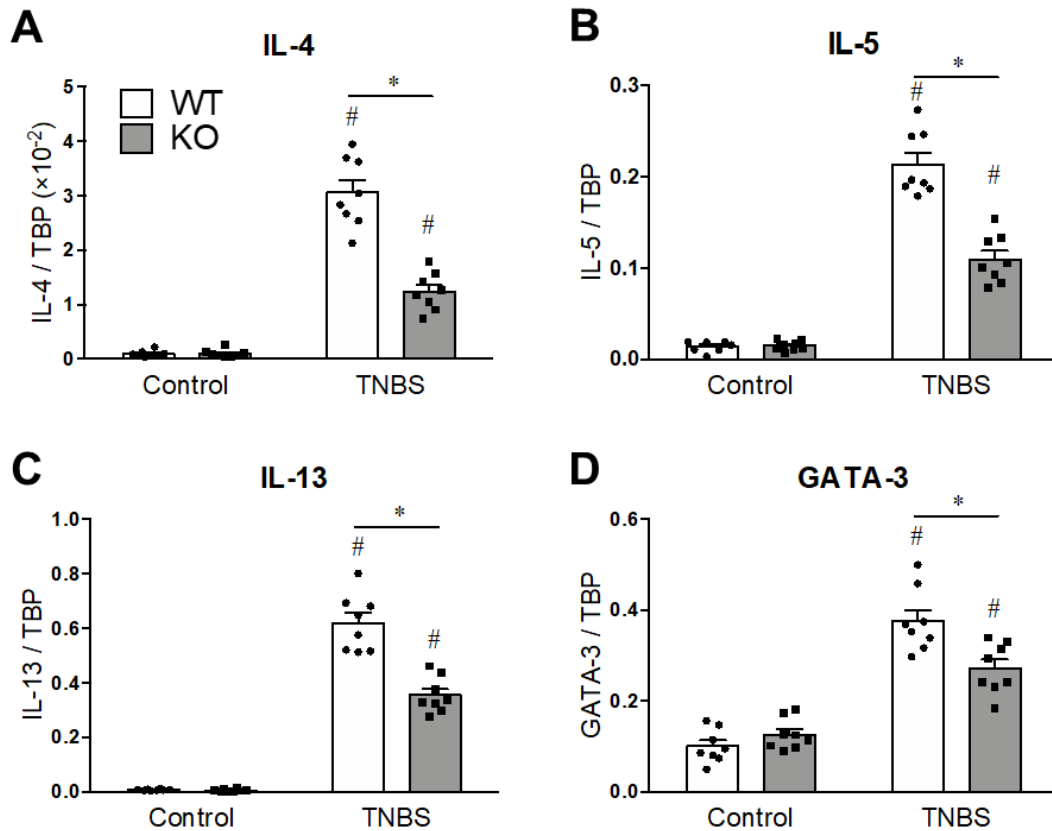 A
IL-4
IL-4 / TBP (×10⁻²)
5
4
3
2
1
0
WT
KO
*
#
#
Control
TNBS
B
IL-5
IL-5 / TBP
0.3
0.2
0.1
0.0
*
#
#
Control
TNBS
C
IL-13
IL-13 / TBP
1.0
0.8
0.6
0.4
0.2
0.0
*
#
#
Control
TNBS
D
GATA-3
GATA-3 / TBP
0.6
0.4
0.2
0.0
*
#
#
Control
TNBS